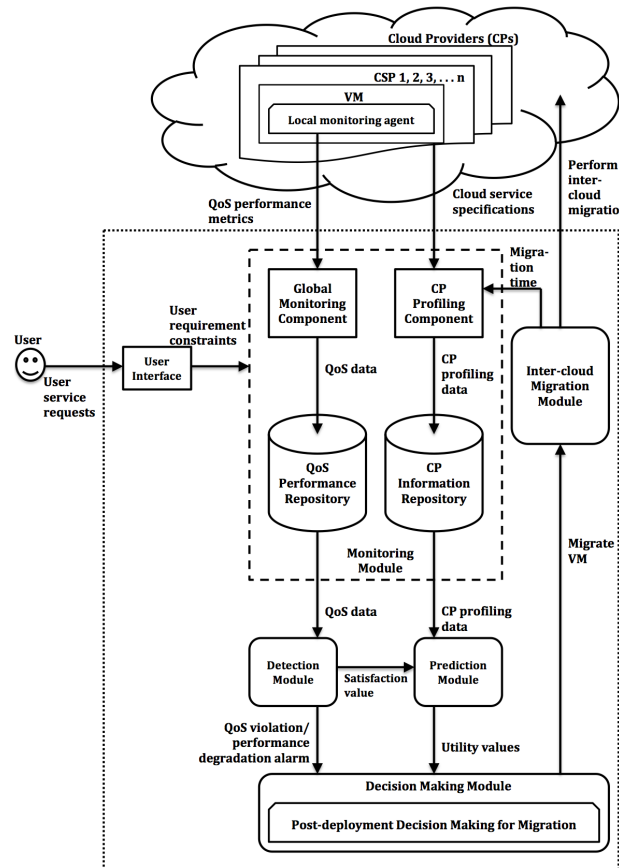 Cloud Providers (CPs)
CSP 1, 2, 3, . . . n
VM
Local monitoring agent
QoS performance
metrics
Cloud service
specifications
Perform
inter-
cloud
migration
Migra-
tion
time
Global
Monitoring
Component
CP
Profiling
Component
User
requirement
constraints
User
User
Interface
User
service
requests
Inter-cloud
Migration
Module
QoS data
CP
profiling
data
QoS
Performance
Repository
CP
Information
Repository
Monitoring
Module
Migrate
VM
QoS data
CP profiling
data
Detection
Module
Satisfaction
value
Prediction
Module
QoS violation/
performance
degradation alarm
Utility values
Decision Making Module
Post-deployment Decision Making for Migration